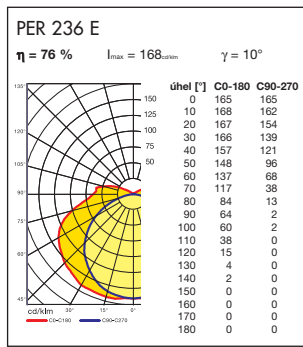 PER 236 E
η = 76 % Imax = 168cd/klm γ = 10°
135°
120°
105°
90°
75°
60°
45°
30°
15°
0°
150
125
100
75
50
cd/klm
C0-C180 C90-C270
úhel [°] C0-180 C90-270
0 165 165
10 168 162
20 167 154
30 166 139
40 157 121
50 148 96
60 137 68
70 117 38
80 84 13
90 64 2
100 60 2
110 38 0
120 15 0
130 4 0
140 2 0
150 0 0
160 0 0
170 0 0
180 0 0